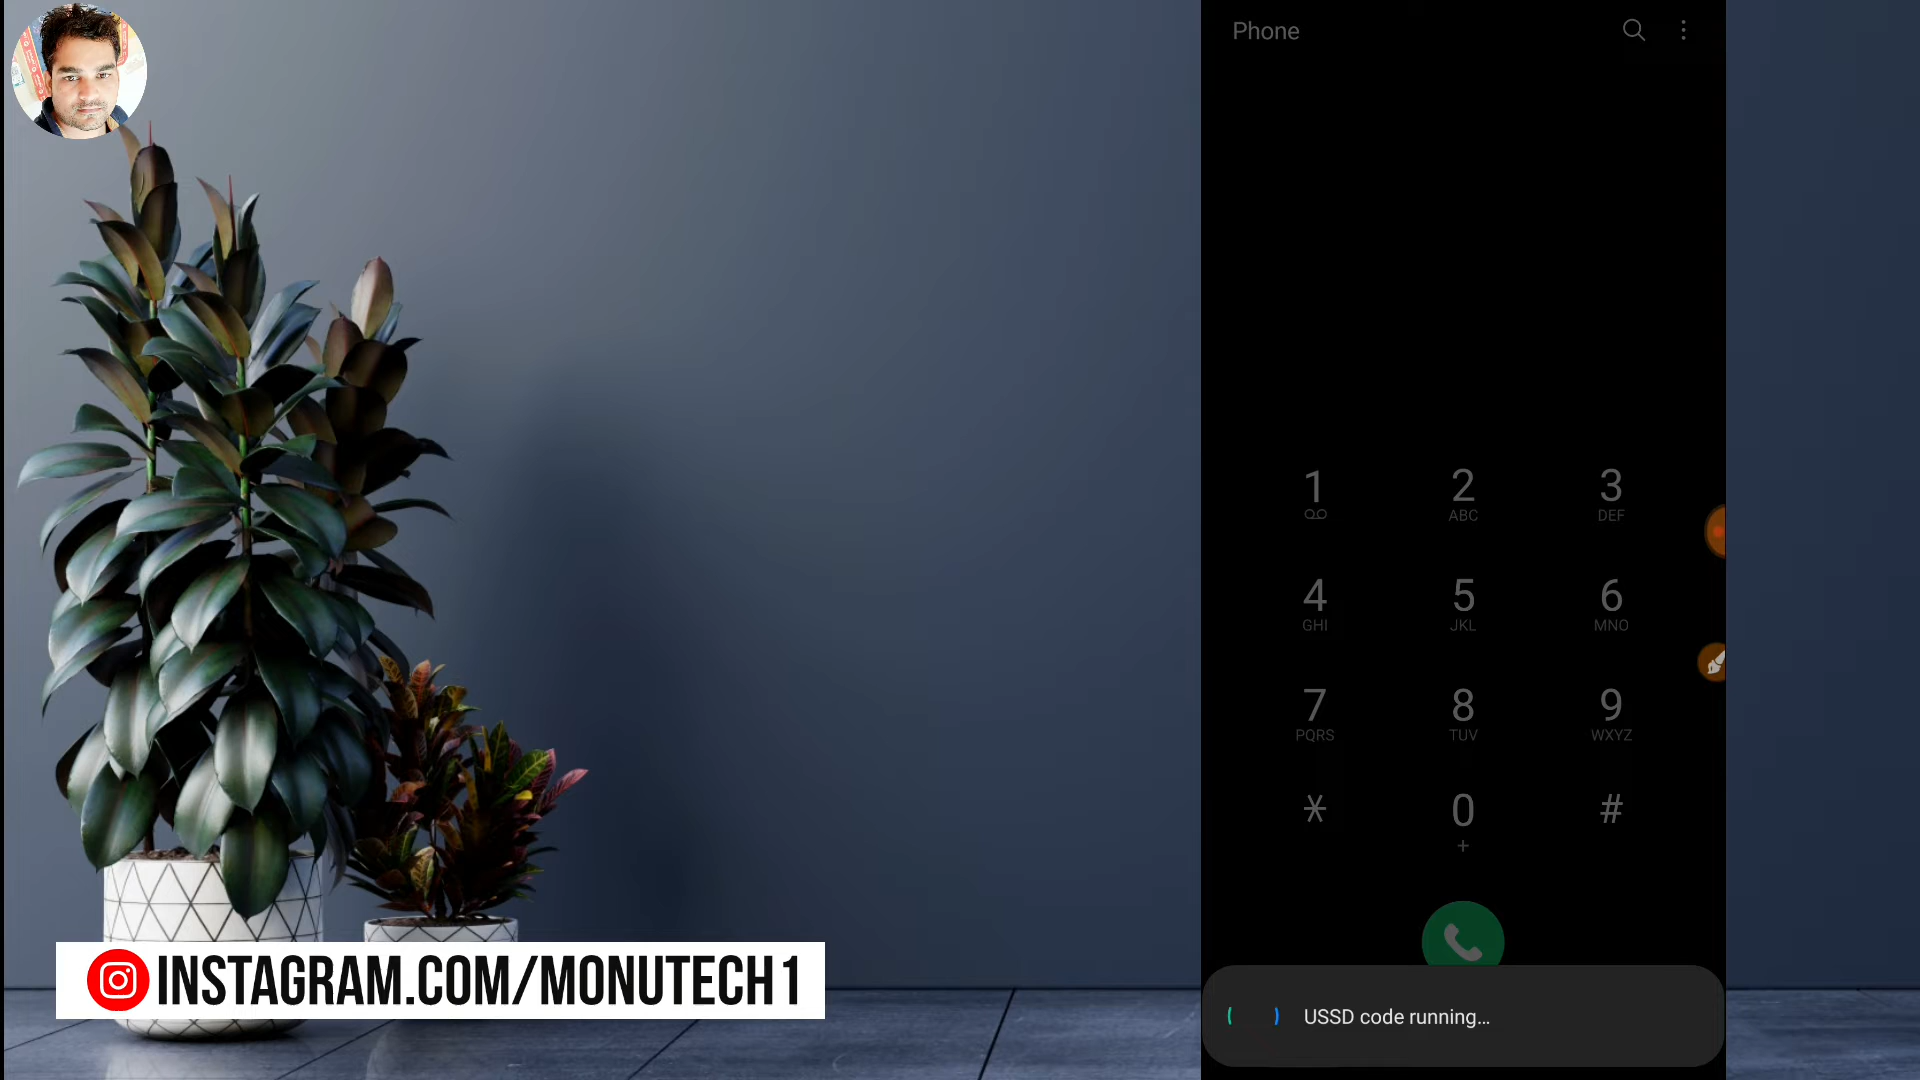 Phone
1
2
ABC
3
DEF
4
GHI
5
JKL
6
MNO
7
PQRS
8
TUV
9
WXYZ
*
0
+
#
USSD code running...
INSTAGRAM.COM/MONUTECH1